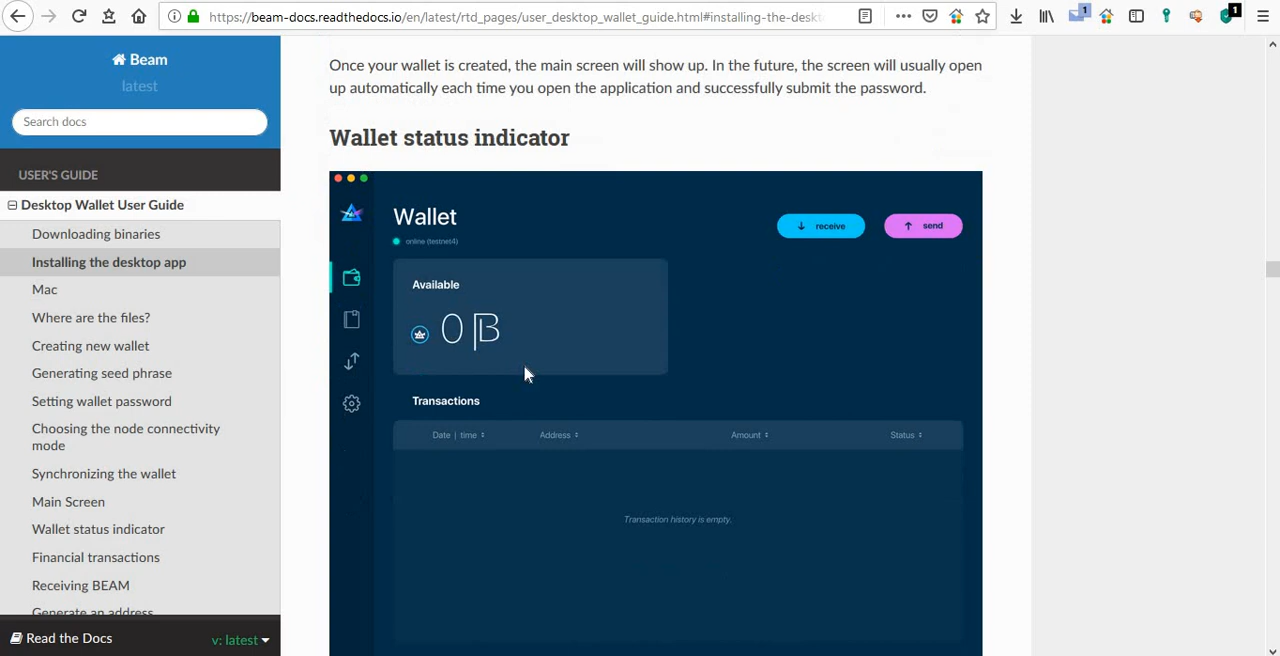 https://beam-docs.readthedocs.io/en/latest/rtd_pages/user_desktop_wallet_guide.html#installing-the-deskt
1
1
Beam
latest
Search docs
USER'S GUIDE
Desktop Wallet User Guide
Downloading binaries
Installing the desktop app
Mac
Where are the files?
Creating new wallet
Generating seed phrase
Setting wallet password
Choosing the node connectivity
mode
Synchronizing the wallet
Main Screen
Wallet status indicator
Financial transactions
Receiving BEAM
Generate an address
Read the Docs
v: latest
Once your wallet is created, the main screen will show up. In the future, the screen will usually open
up automatically each time you open the application and successfully submit the password.
Wallet status indicator
Wallet
online (testnet4)
receive
send
Available
0 B
Transactions
Date | time
Address
Amount
Status
Transaction history is empty.